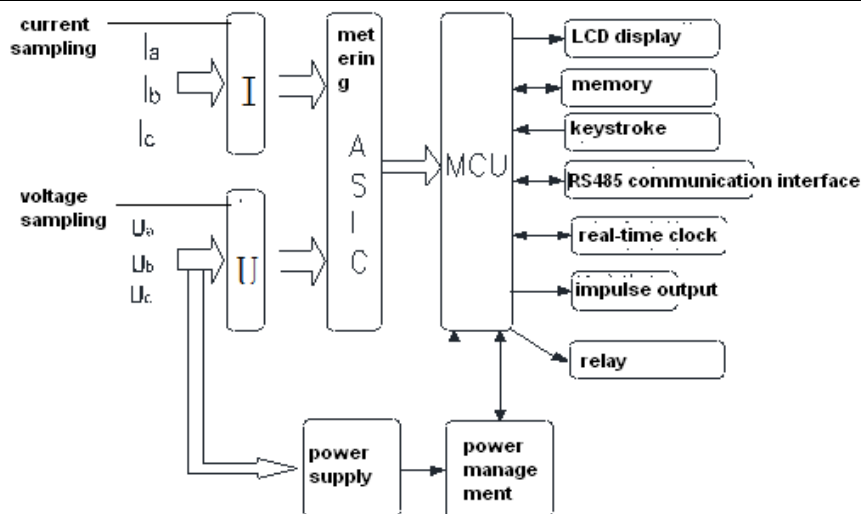 current
sampling
Ia
Ib
Ic
I
met
erin
g
A
S
I
C
voltage
sampling
Ua
Ub
Uc
U
MCU
LCD display
memory
keystroke
RS485 communication interface
real-time clock
impulse output
relay
power
supply
power
manage
ment